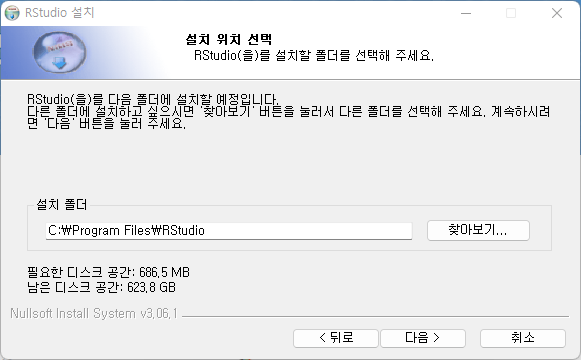 RStudio 설치
설치 위치 선택
RStudio(을)를 설치할 폴더를 선택해 주세요.
RStudio(을)를 다음 폴더에 설치할 예정입니다.
다른 폴더에 설치하고 싶으시면 '찾아보기' 버튼을 눌러서 다른 폴더를 선택해 주세요. 계속하시려
면 '다음' 버튼을 눌러 주세요.
설치 폴더
C:₩Program Files₩RStudio
찾아보기...
필요한 디스크 공간: 686.5 MB
남은 디스크 공간: 623.8 GB
Nullsoft Install System v3.06.1
< 뒤로
다음 >
취소